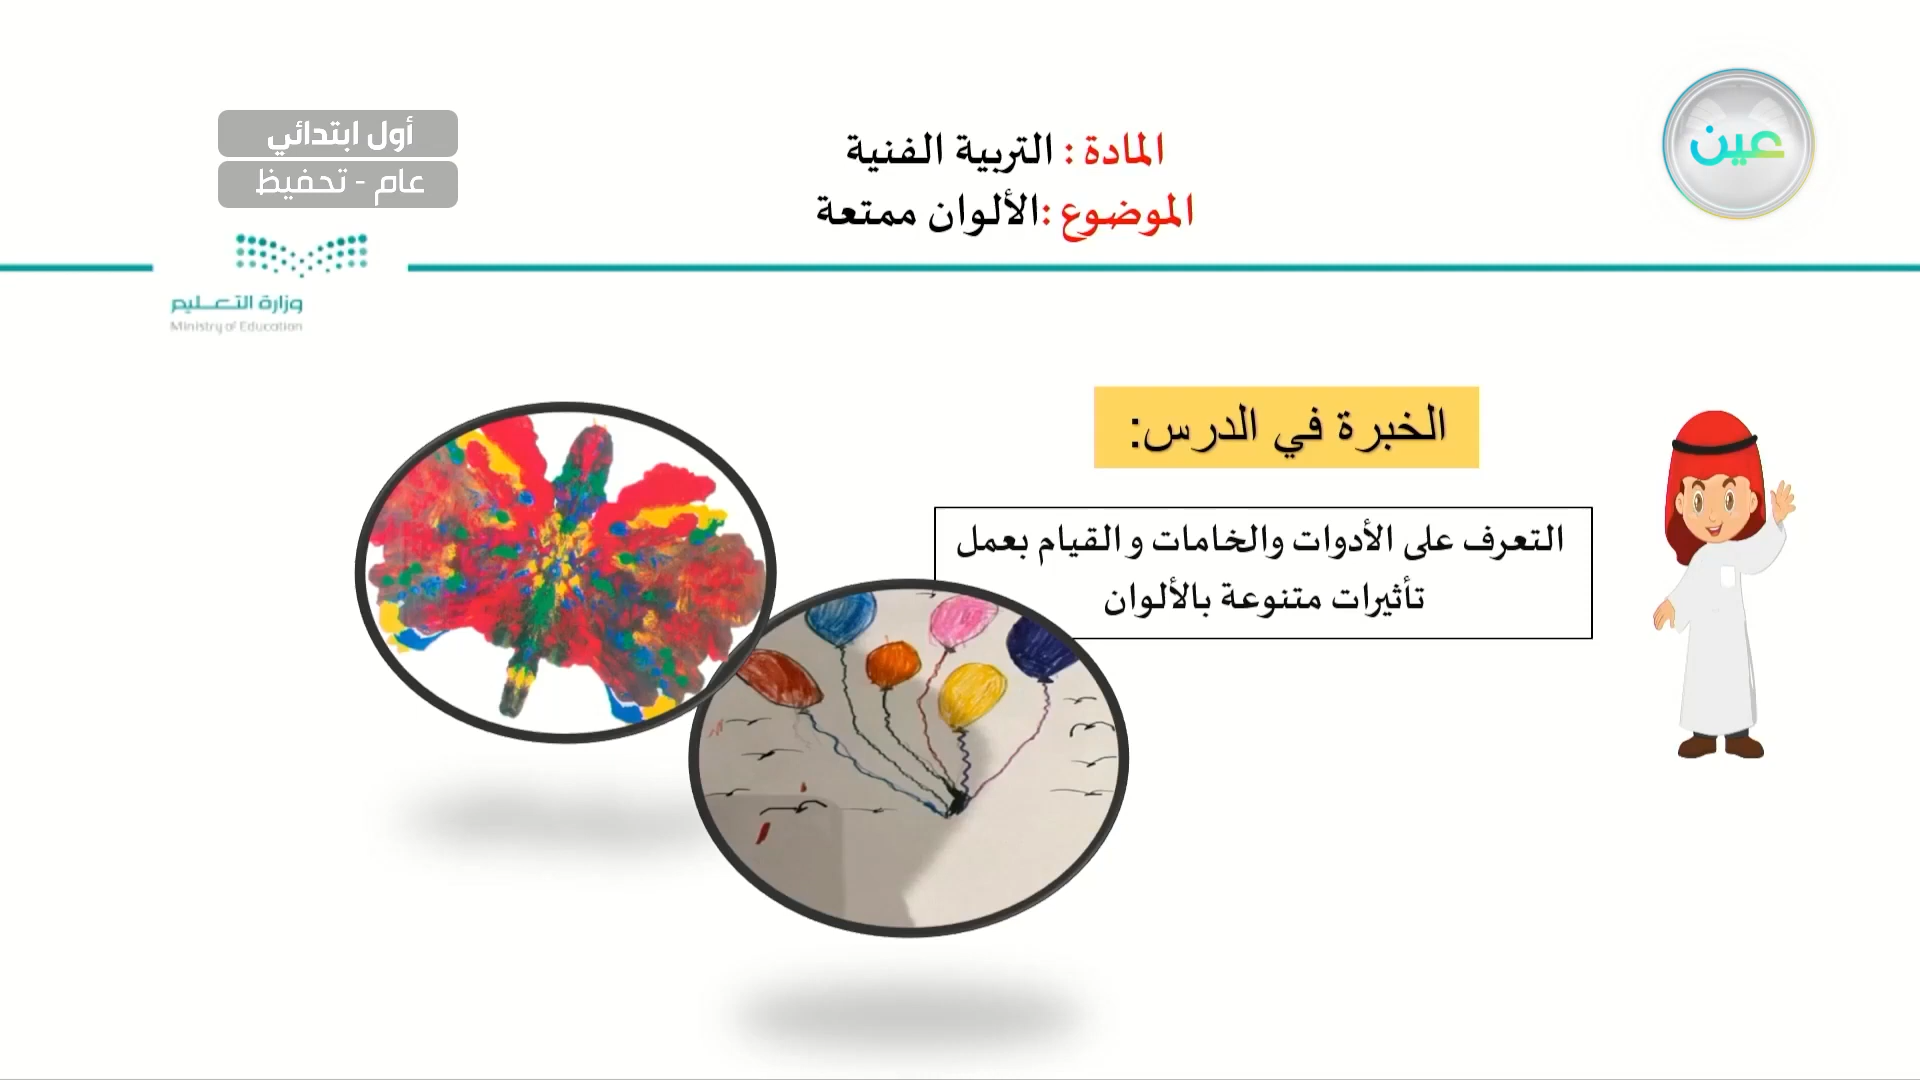 أول ابتدائي
عام - تحفيظ
المادة : التربية الفنية
الموضوع :الألوان ممتعة
عين
وزارة التعليم
Ministry of Education
الخبرة في الدرس:
التعرف على الأدوات والخامات و القيام بعمل
تأثيرات متنوعة بالألوان